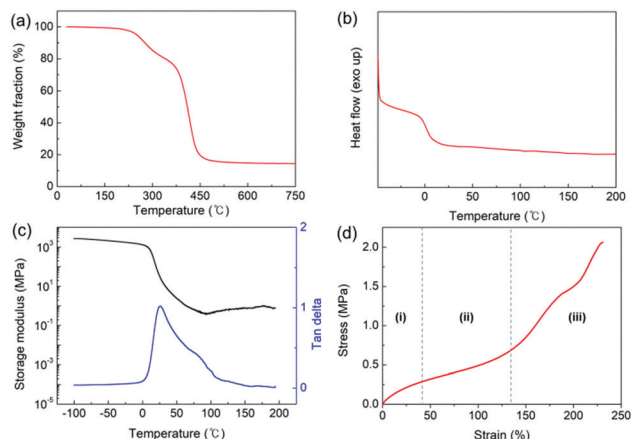 (a)
100
80
60
40
20
0
Weight fraction (%)
0
150
300
450
600
750
Temperature (℃)
(b)
Heat flow (exo up)
0
50
100
150
200
Temperature (℃)
(c)
10³
10¹
10⁻¹
10⁻³
10⁻⁵
Storage modulus (MPa)
2
1
0
Tan delta
-100
-50
0
50
100
150
200
Temperature (℃)
(d)
2.0
1.5
1.0
0.5
0.0
Stress (MPa)
(i)
(ii)
(iii)
0
50
100
150
200
250
Strain (%)